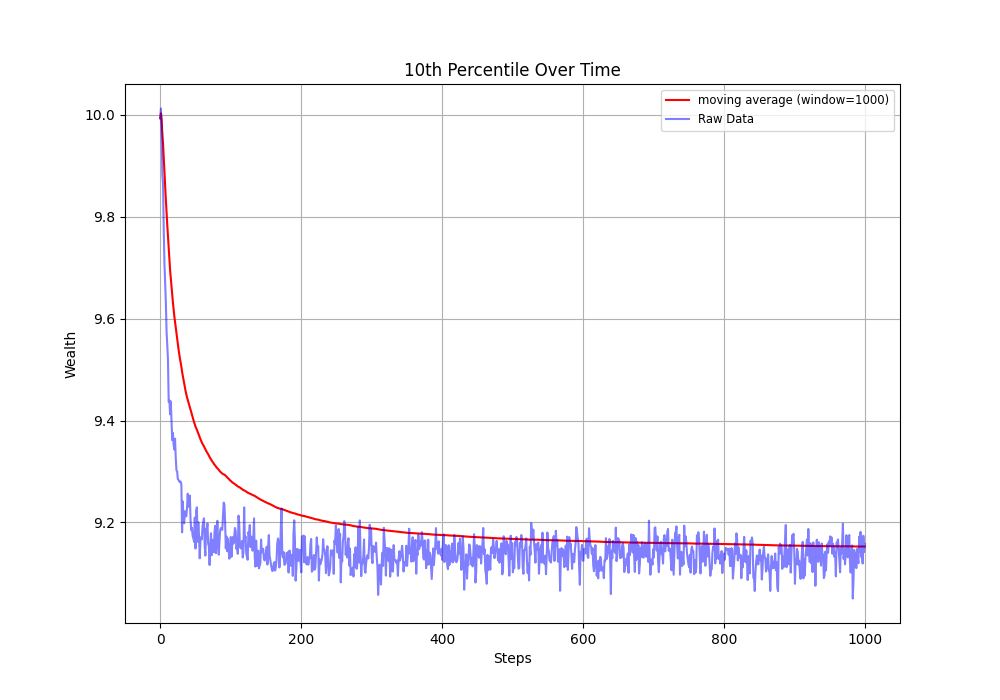 10th Percentile Over Time
moving average (window=1000)
Raw Data
10.0
9.8
9.6
9.4
9.2
Wealth
0 200 400 600 800 1000
Steps